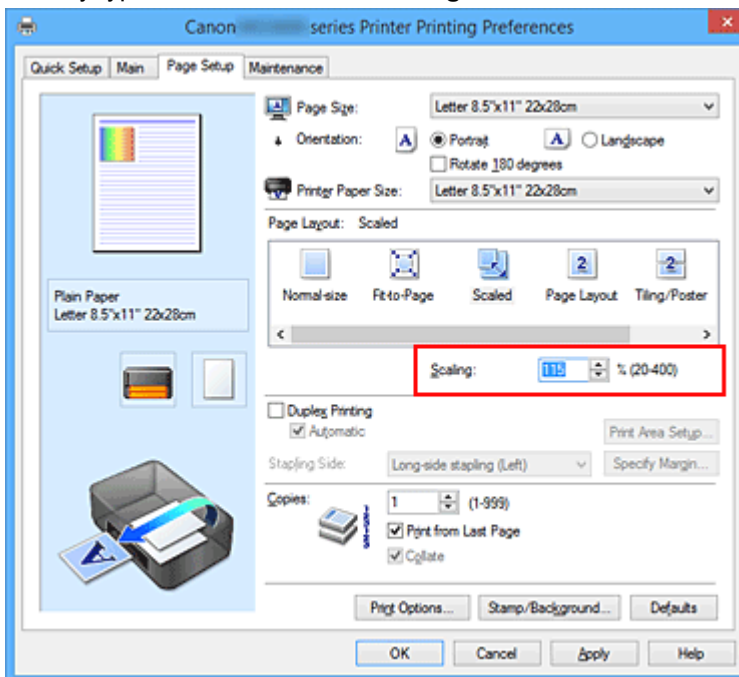 Canon series Printer Printing Preferences
Quick Setup Main Page Setup Maintenance
Page Size: Letter 8.5"x11" 22x28cm
Orientation: A Portrait A Landscape
Rotate 180 degrees
Printer Paper Size: Letter 8.5"x11" 22x28cm
Page Layout: Scaled
Normal-size Fit-to-Page Scaled Page Layout Tiling/Poster
Plain Paper
Letter 8.5"x11" 22x28cm
Scaling: 115 % (20-400)
Duplex Printing
Automatic
Print Area Setup...
Stapling Side: Long-side stapling (Left) Specify Margin...
Copies: 1 (1-999)
Print from Last Page
Collate
Print Options... Stamp/Background... Defaults
OK Cancel Apply Help